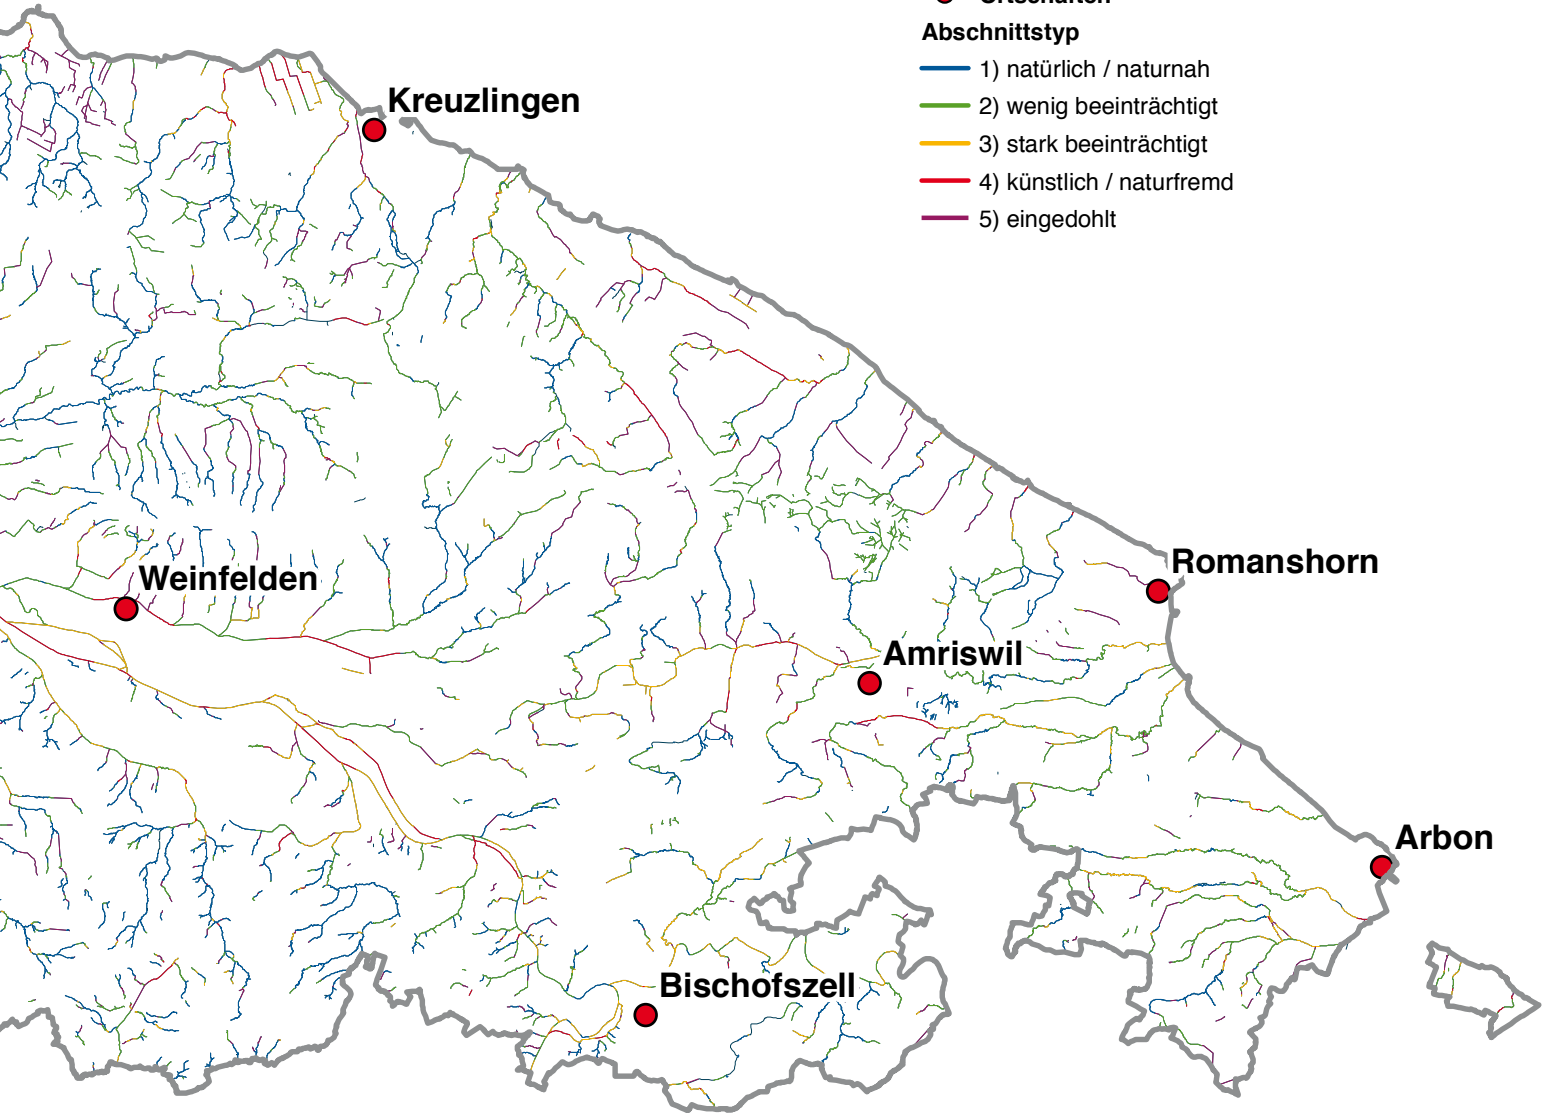 Ortschaften
Abschnittstyp
1) natürlich / naturnah
2) wenig beeinträchtigt
3) stark beeinträchtigt
4) künstlich / naturfremd
5) eingedohlt
Kreuzlingen
Romanshorn
Weinfelden
Amriswil
Arbon
Bischofszell